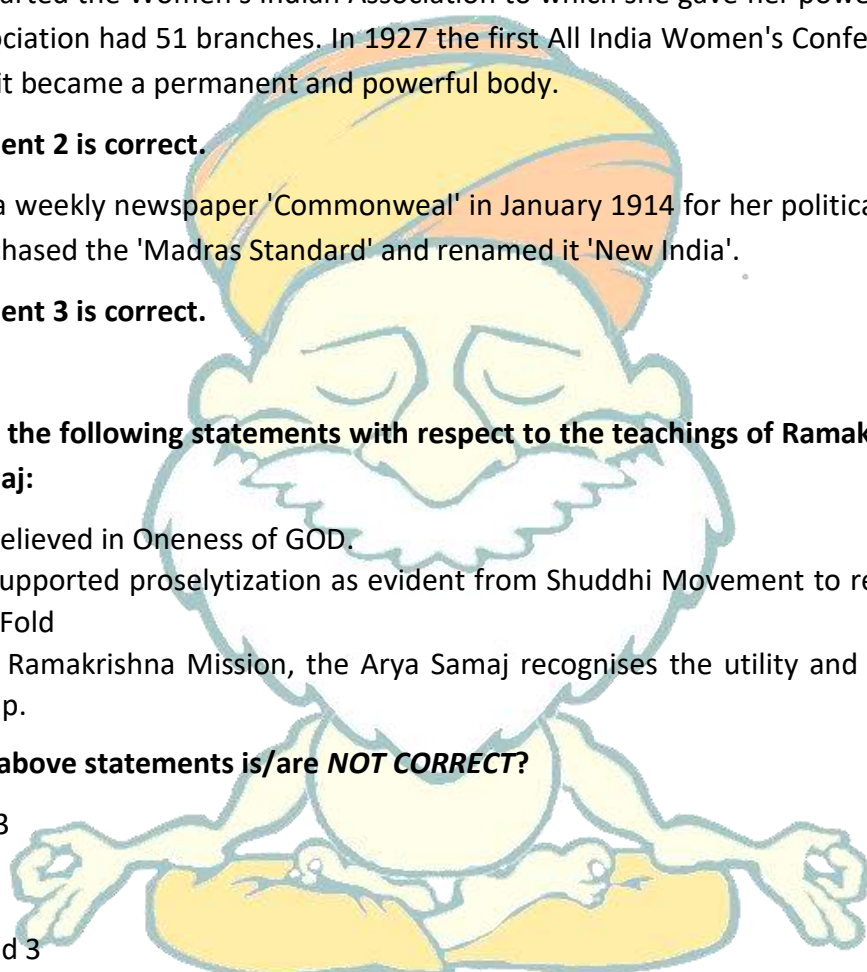 arted the Women's Indian Association to which she gave her power
ociation had 51 branches. In 1927 the first All India Women's Confe
it became a permanent and powerful body.
ent 2 is correct.
a weekly newspaper 'Commonweal' in January 1914 for her politica
hased the 'Madras Standard' and renamed it 'New India'.
ent 3 is correct.
the following statements with respect to the teachings of Ramak
aj:
elieved in Oneness of GOD.
upported proselytization as evident from Shuddhi Movement to re
Fold
Ramakrishna Mission, the Arya Samaj recognises the utility and
p.
above statements is/are NOT CORRECT?
3
d 3